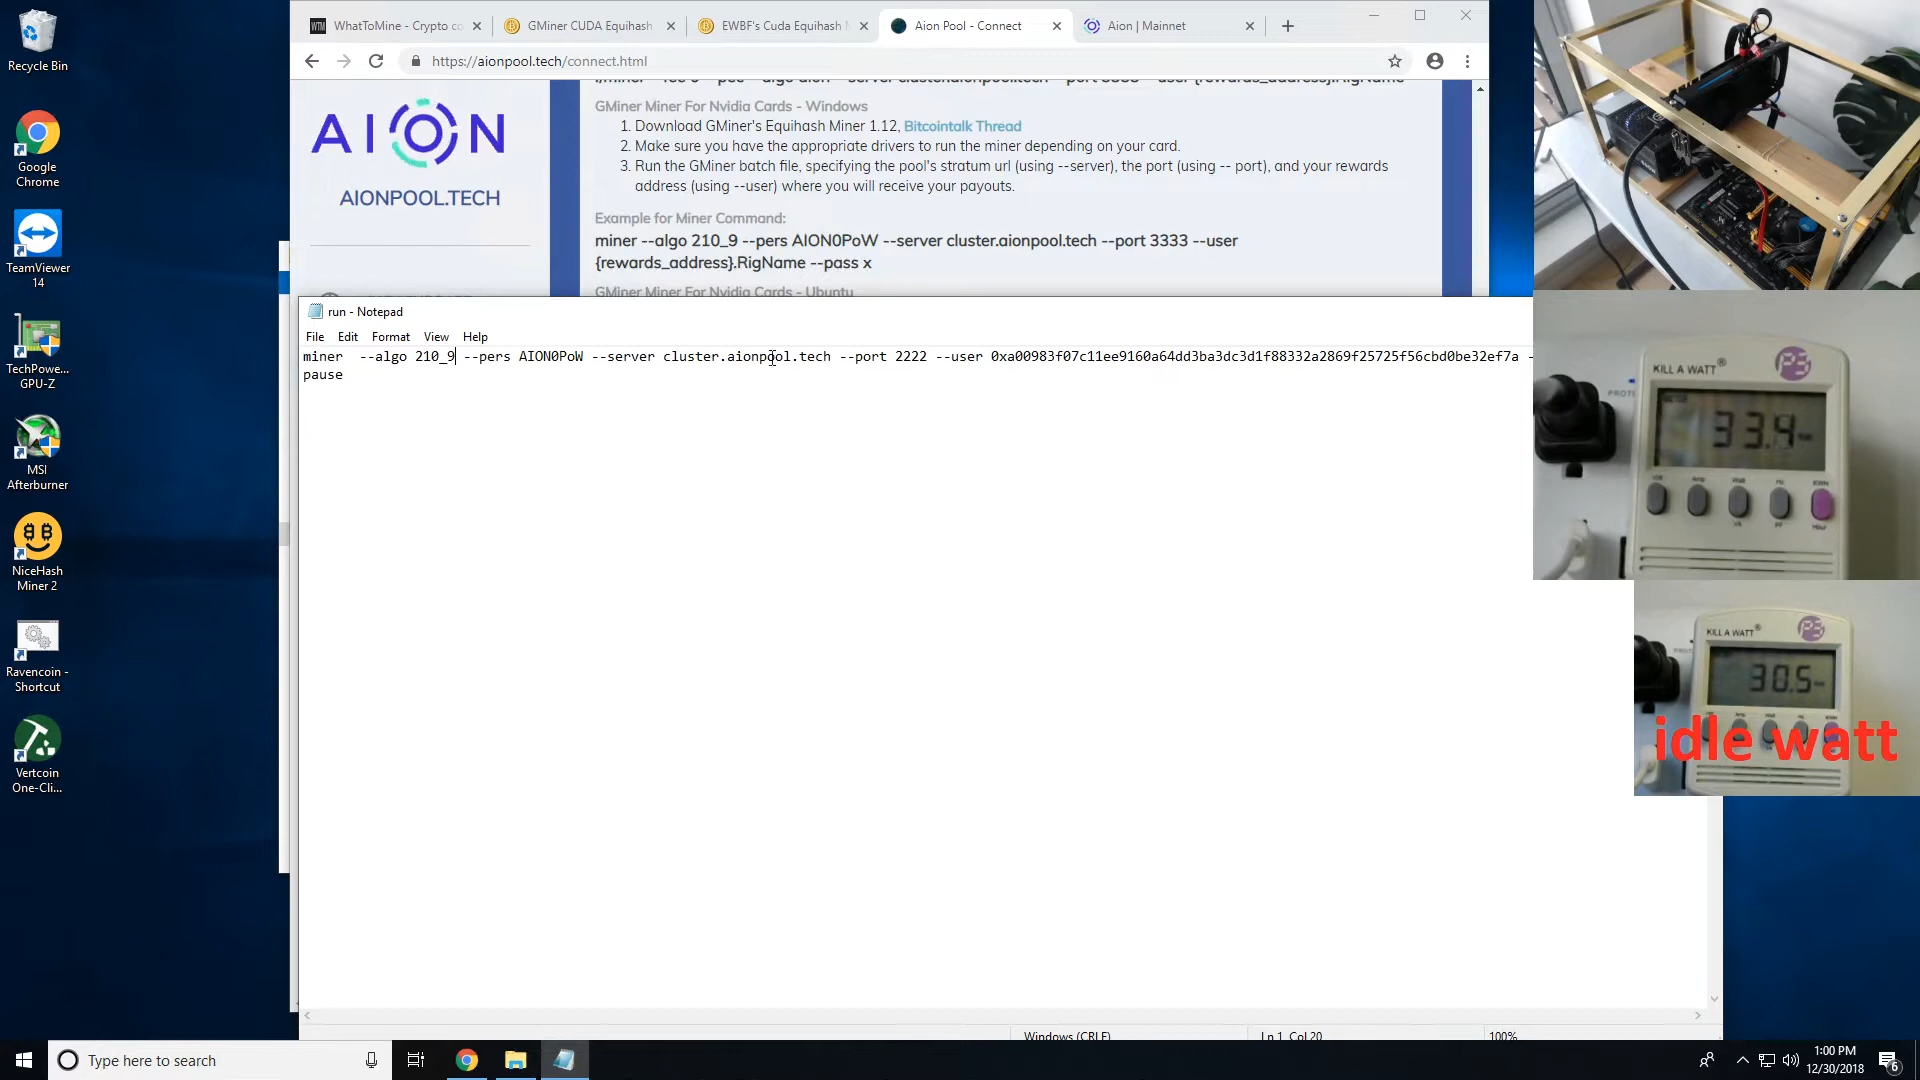 Recycle Bin
Google Chrome
TeamViewer 14
TechPowe... GPU-Z
MSI Afterburner
NiceHash Miner 2
Ravencoin - Shortcut
Vertcoin One-Cli...
WhatToMine - Crypto co
GMiner CUDA Equihash
EWBF's Cuda Equihash
Aion Pool - Connect
Aion | Mainnet
https://aionpool.tech/connect.html
AION
AIONPOOL.TECH
GMiner Miner For Nvidia Cards - Windows
1. Download GMiner's Equihash Miner 1.12, Bitcointalk Thread
2. Make sure you have the appropriate drivers to run the miner depending on your card.
3. Run the GMiner batch file, specifying the pool's stratum url (using --server), the port (using -- port), and your rewards
address (using --user) where you will receive your payouts.
Example for Miner Command:
miner --algo 210_9 --pers AION0PoW --server cluster.aionpool.tech --port 3333 --user
{rewards_address}.RigName --pass x
GMiner Miner For Nvidia Cards - Ubuntu
run - Notepad
File Edit Format View Help
miner  --algo 210_9 --pers AION0PoW --server cluster.aionpool.tech --port 2222 --user 0xa00983f07c11ee9160a64dd3ba3dc3d1f88332a2869f25725f56cbd0be32ef7a -
pause
Windows (CRLF)
Ln 1, Col 20
100%
KILL A WATT®
P3
33.4
KILL A WATT®
P3
30.5
idle watt
Type here to search
1:00 PM
12/30/2018
6